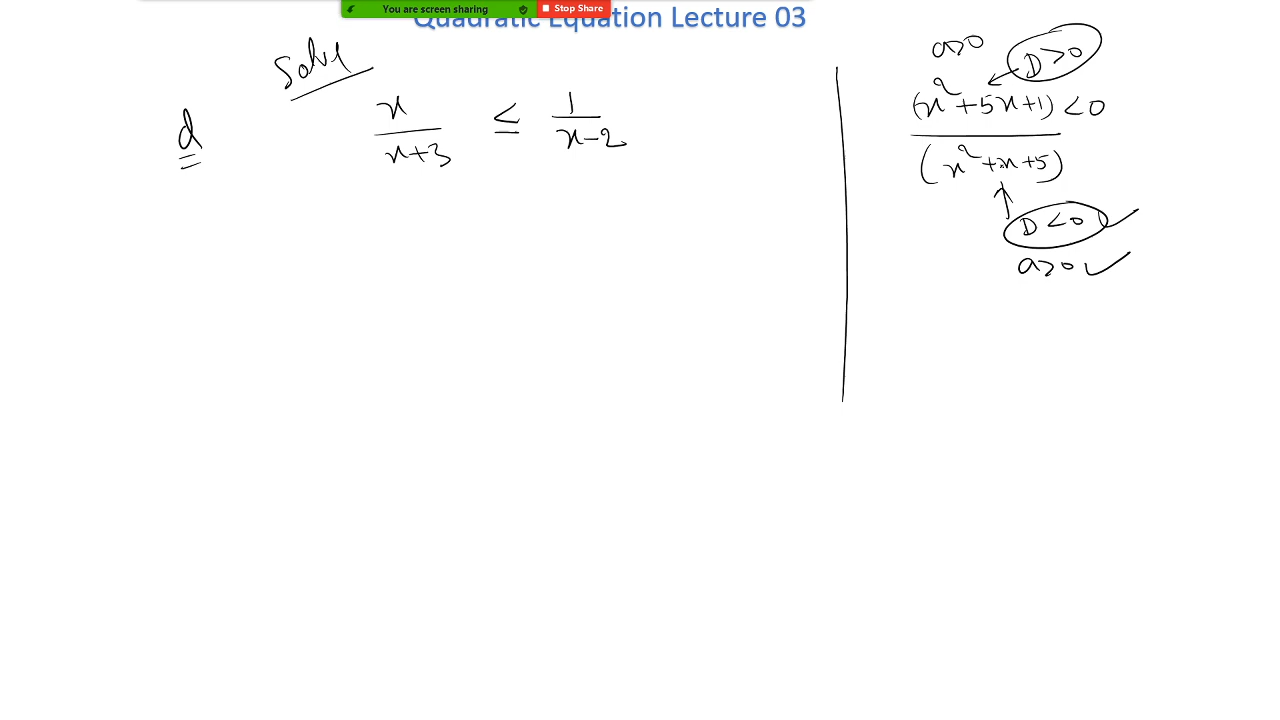 You are screen sharing
Stop Share
Quadratic Equation Lecture 03
Solve
d x/x+3 ≤ 1/x-2
a>0 D>0
(x²+5x+1) <0
(x²+x+5)
D<0
a>0